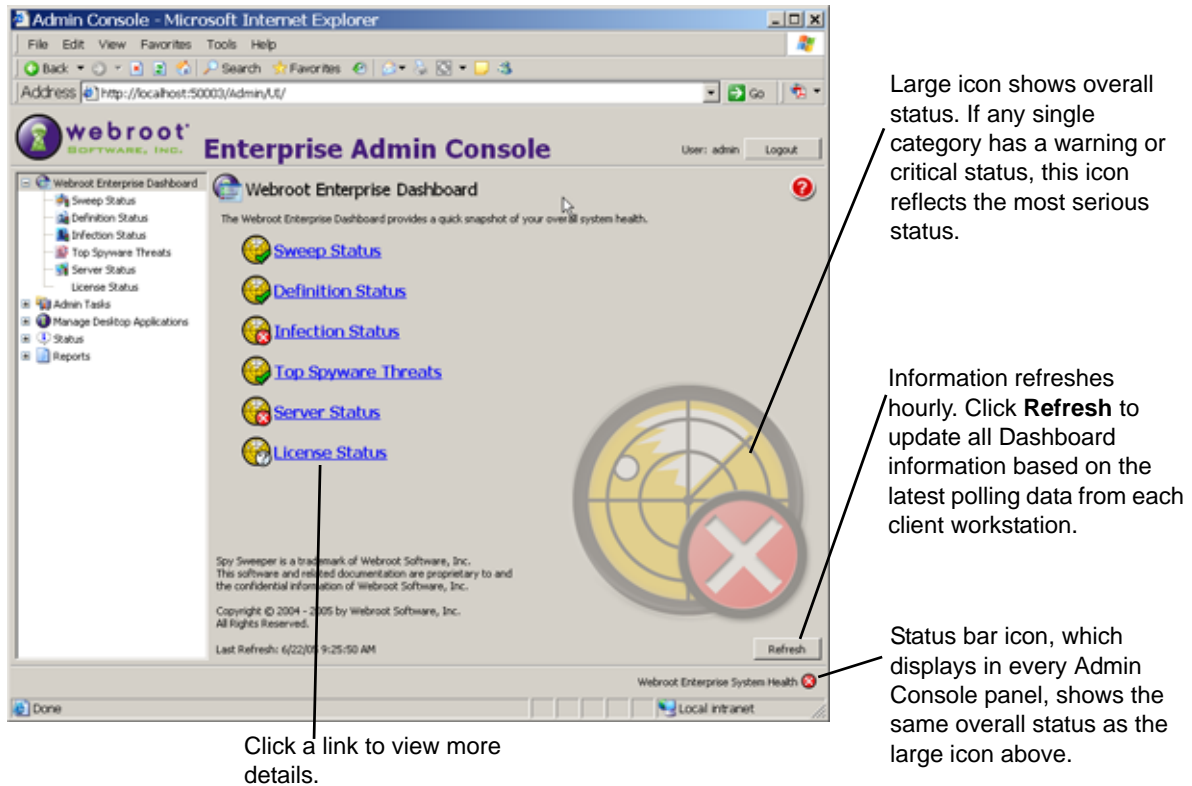 Admin Console - Microsoft Internet Explorer
File Edit View Favorites Tools Help
Back Search Favorites
Address http://localhost:50003/Admin/UI/ Go
webroot
SOFTWARE, INC.
Enterprise Admin Console
User: admin Logout
Webroot Enterprise Dashboard
Sweep Status
Definition Status
Infection Status
Top Spyware Threats
Server Status
License Status
Admin Tasks
Manage Desktop Applications
Status
Reports
Webroot Enterprise Dashboard
The Webroot Enterprise Dashboard provides a quick snapshot of your overall system health.
Sweep Status
Definition Status
Infection Status
Top Spyware Threats
Server Status
License Status
Spy Sweeper is a trademark of Webroot Software, Inc.
This software and related documentation are proprietary to and
the confidential information of Webroot Software, Inc.
Copyright © 2004 - 2005 by Webroot Software, Inc.
All Rights Reserved.
Last Refresh: 6/22/05 9:25:50 AM
Refresh
Webroot Enterprise System Health
Done
Local intranet
Large icon shows overall
status. If any single
category has a warning or
critical status, this icon
reflects the most serious
status.
Information refreshes
hourly. Click Refresh to
update all Dashboard
information based on the
latest polling data from each
client workstation.
Status bar icon, which
displays in every Admin
Console panel, shows the
same overall status as the
large icon above.
Click a link to view more
details.